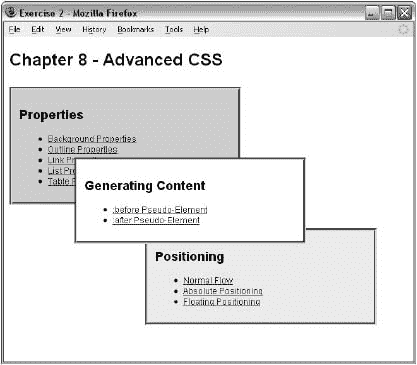 Exercise 2 - Mozilla Firefox
File Edit View History Bookmarks Tools Help
Chapter 8 - Advanced CSS
Properties
Background Properties
Outline Properties
Link
List
Table
Generating Content
:before Pseudo-Element
:after Pseudo-Element
Positioning
Normal Flow
Absolute Positioning
Floating Positioning